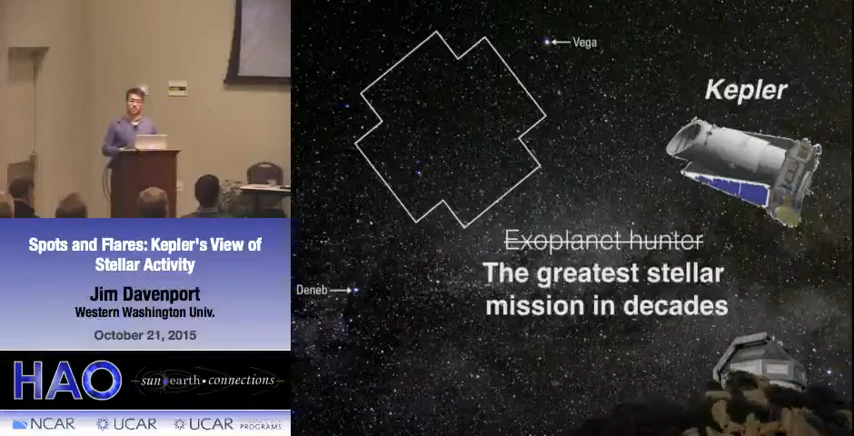 Spots and Flares: Kepler's View of
Stellar Activity
Jim Davenport
Western Washington Univ.
October 21, 2015
HAO
sun earth • connections
NCAR
UCAR
UCAR
PROGRAMS
Vega
Kepler
Exoplanet hunter
The greatest stellar
mission in decades
Deneb